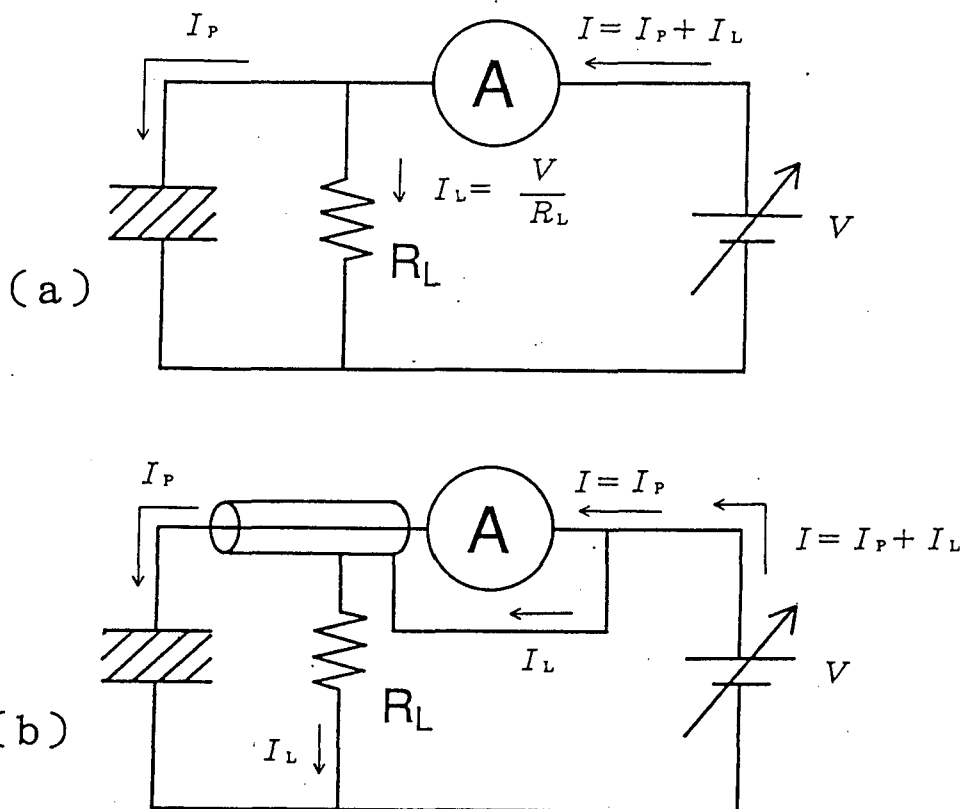 I_P
I = I_P + I_L
A
I_L = V / R_L
R_L
V
(a)
I_P
I = I_P
A
I = I_P + I_L
I_L
V
R_L
I_L
(b)